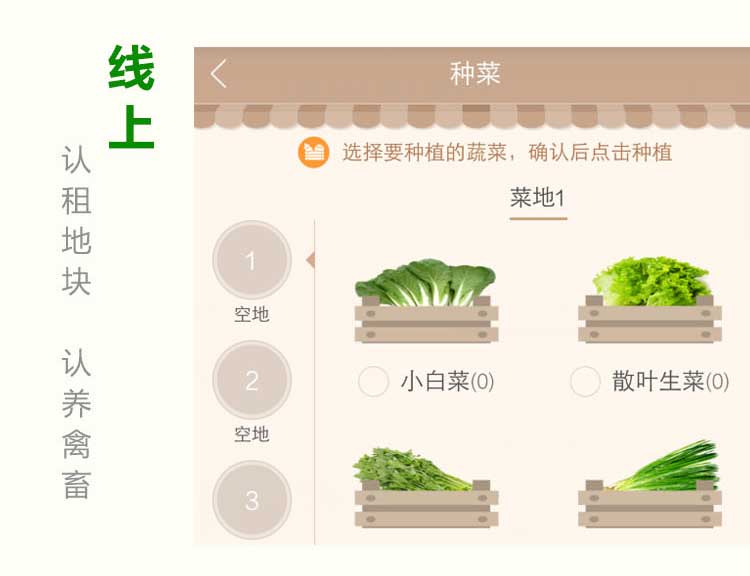 线上
认租地块 认养禽畜
种菜
选择要种植的蔬菜，确认后点击种植
菜地1
1
空地
2
空地
3
小白菜(0)
散叶生菜(0)